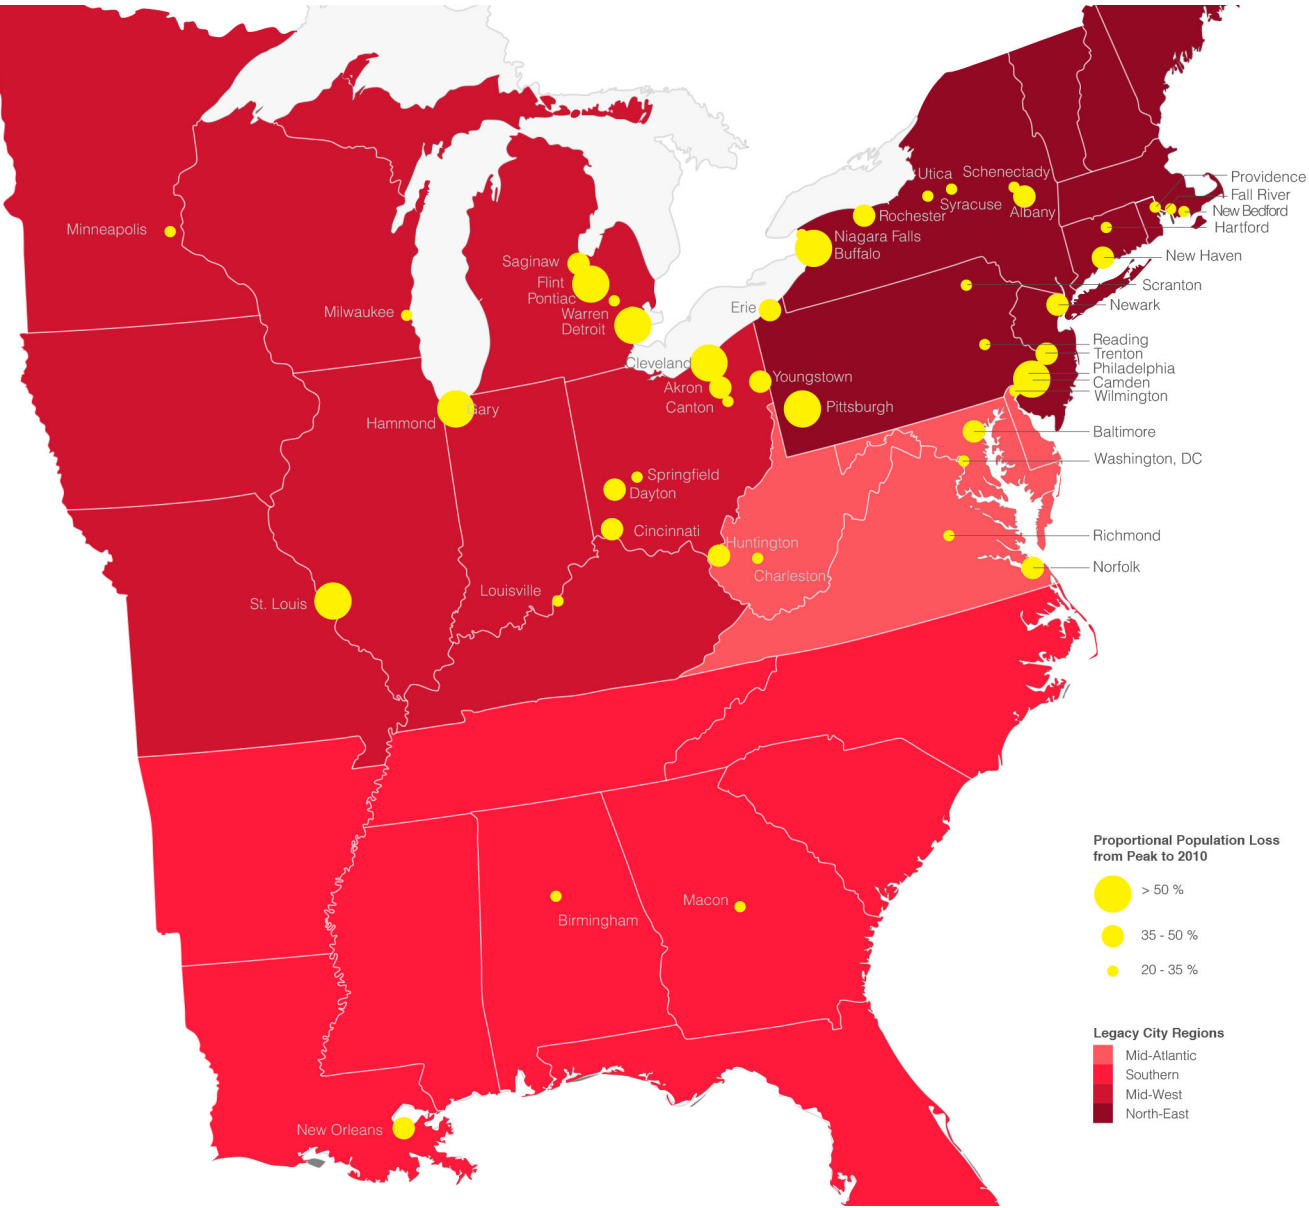 Utica
Schenectady
Providence
Fall River
Syracuse
Albany
New Bedford
Rochester
Hartford
Minneapolis
Niagara Falls
Buffalo
New Haven
Saginaw
Flint
Scranton
Pontiac
Erie
Newark
Milwaukee
Warren
Detroit
Reading
Trenton
Cleveland
Philadelphia
Youngstown
Camden
Akron
Wilmington
Canton
Gary
Pittsburgh
Hammond
Baltimore
Washington, DC
Springfield
Dayton
Cincinnati
Richmond
Huntington
Norfolk
Charleston
Louisville
St. Louis
Proportional Population Loss
from Peak to 2010
> 50 %
Macon
Birmingham
35 - 50 %
20 - 35 %
Legacy City Regions
Mid-Atlantic
Southern
Mid-West
North-East
New Orleans